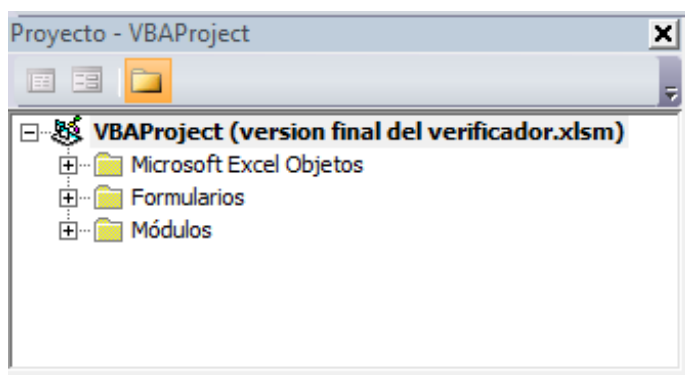 Proyecto - VBAProject
VBAProject (version final del verificador.xlsm)
Microsoft Excel Objetos
Formularios
Módulos